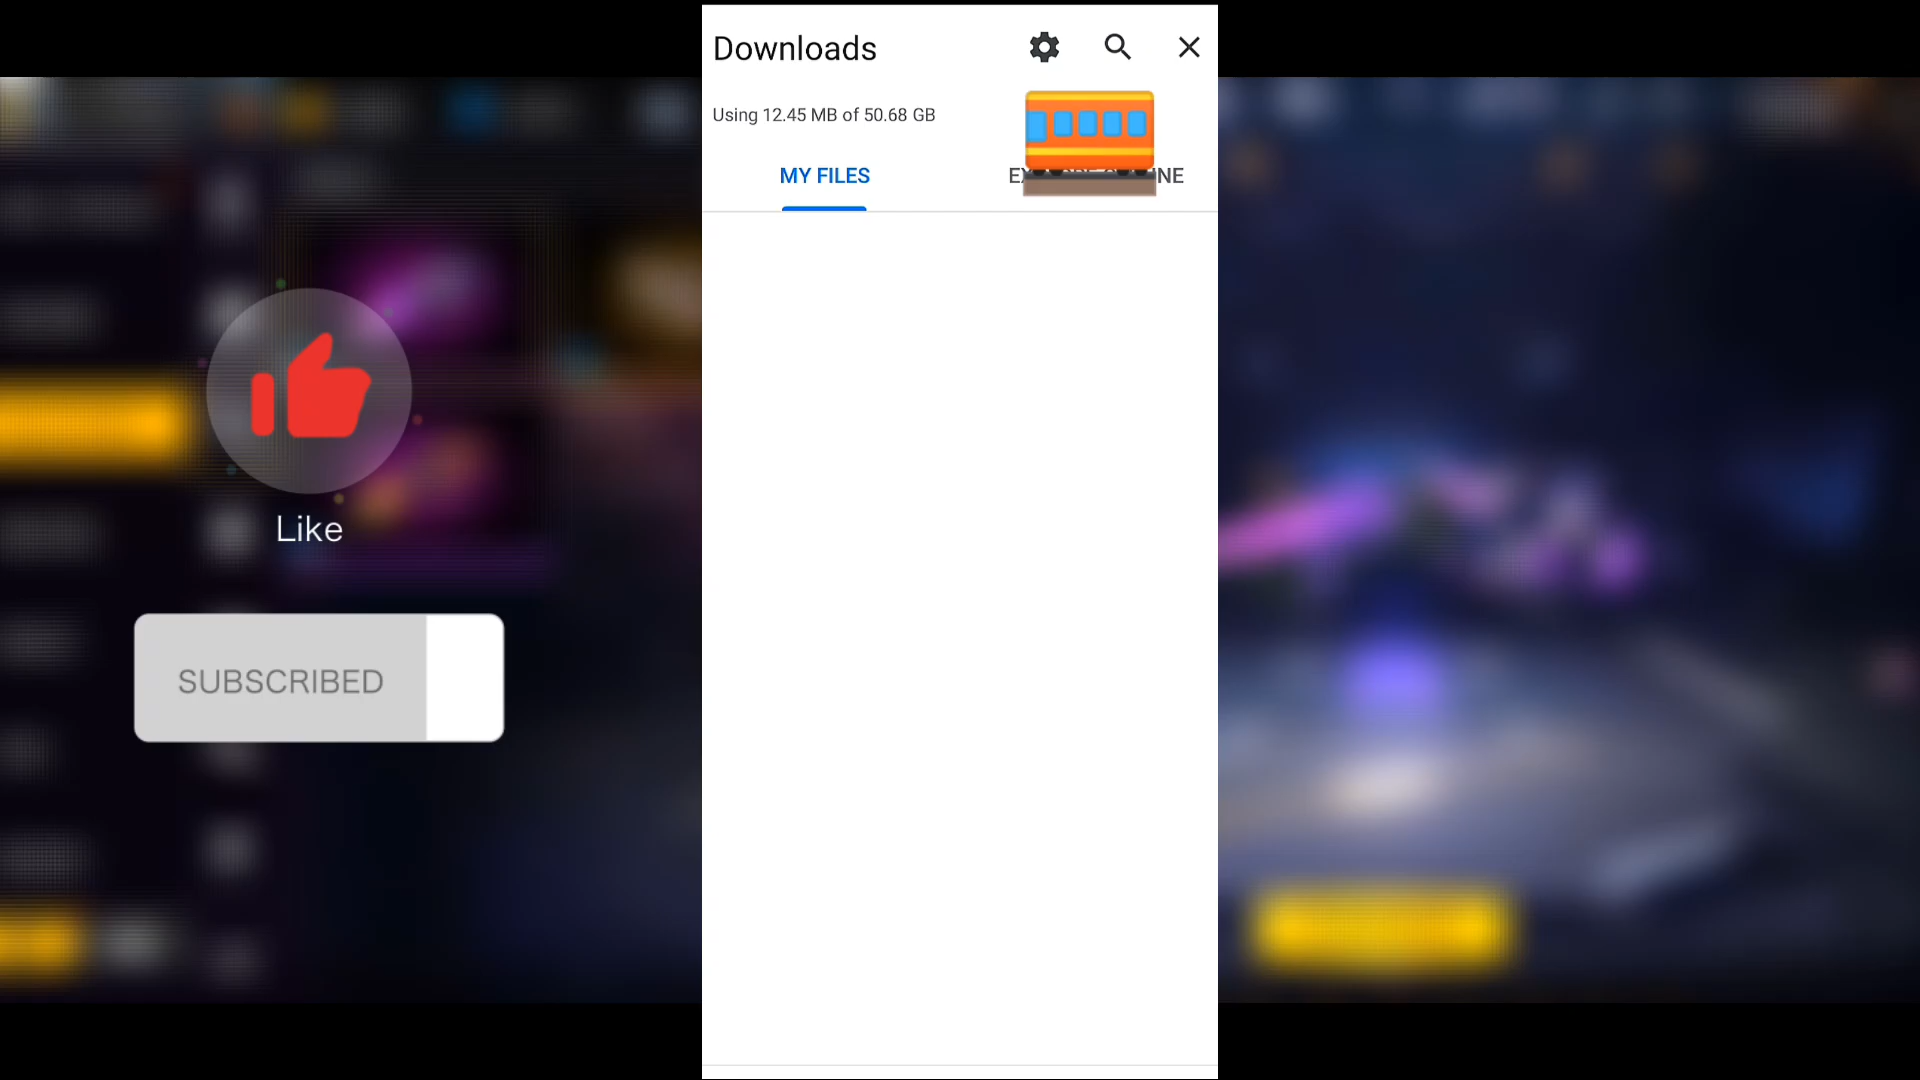 Downloads
Using 12.45 MB of 50.68 GB
MY FILES
Like
SUBSCRIBED